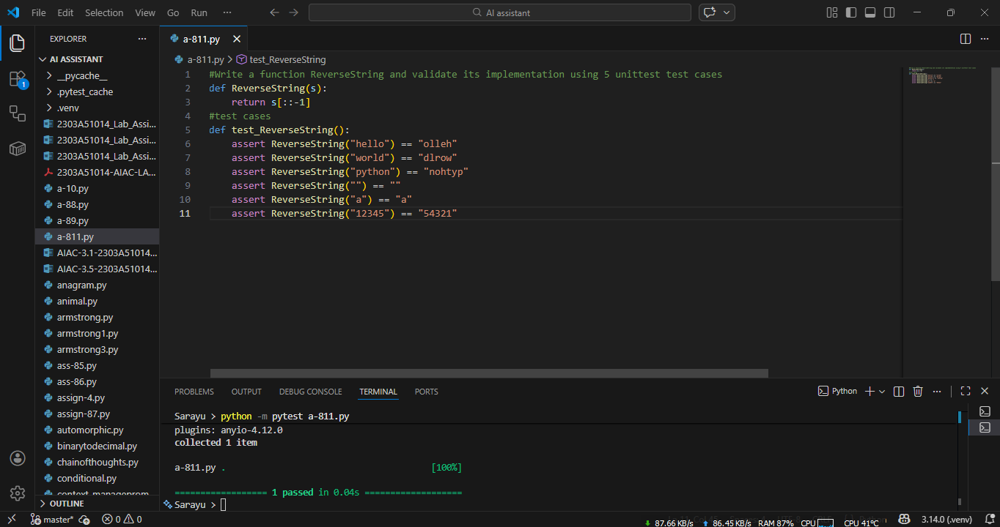 File Edit Selection View Go Run ··· AI assistant
EXPLORER ···
AI ASSISTANT
__pycache__
.pytest_cache
.venv
2303A51014_Lab_Assi...
2303A51014_Lab_Assi...
2303A51014_Lab_Assi...
2303A51014-AIAC-LA...
a-10.py
a-88.py
a-89.py
a-811.py
AIAC-3.1-2303A51014...
AIAC-3.5-2303A51014...
anagram.py
animal.py
armstrong.py
armstrong1.py
armstrong3.py
ass-85.py
ass-86.py
assign-4.py
assign-87.py
automorphic.py
binarytodecimal.py
chainofthoughts.py
conditional.py
context_manageprom
OUTLINE
1
a-811.py
a-811.py > test_ReverseString
1 #Write a function ReverseString and validate its implementation using 5 unittest test cases
2 def ReverseString(s):
3     return s[::-1]
4 #test cases
5 def test_ReverseString():
6     assert ReverseString("hello") == "olleh"
7     assert ReverseString("world") == "dlrow"
8     assert ReverseString("python") == "nohtyp"
9     assert ReverseString("") == ""
10     assert ReverseString("a") == "a"
11     assert ReverseString("12345") == "54321"
PROBLEMS OUTPUT DEBUG CONSOLE TERMINAL PORTS Python
Sarayu > python -m pytest a-811.py
plugins: anyio-4.12.0
collected 1 item
a-811.py . [100%]
================== 1 passed in 0.04s ===================
Sarayu >
master* 0 0 87.66 KB/s 86.45 KB/s RAM 87% CPU CPU 41°C 3.14.0 (.venv)